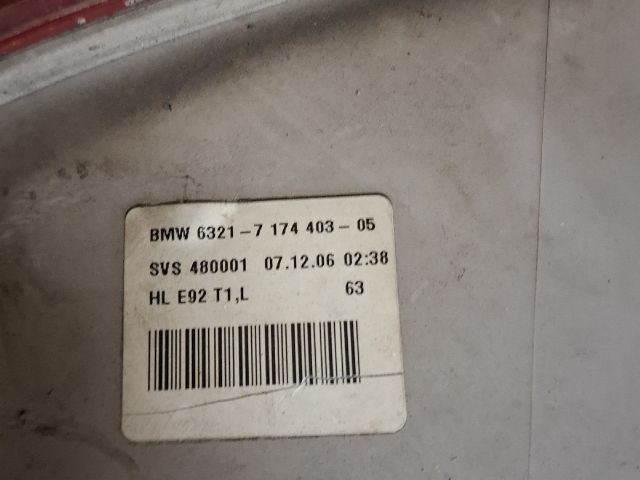 BMW 6321-7 174 403-05
SVS 480001 07.12.06 02:38
HL E92 T1,L 63